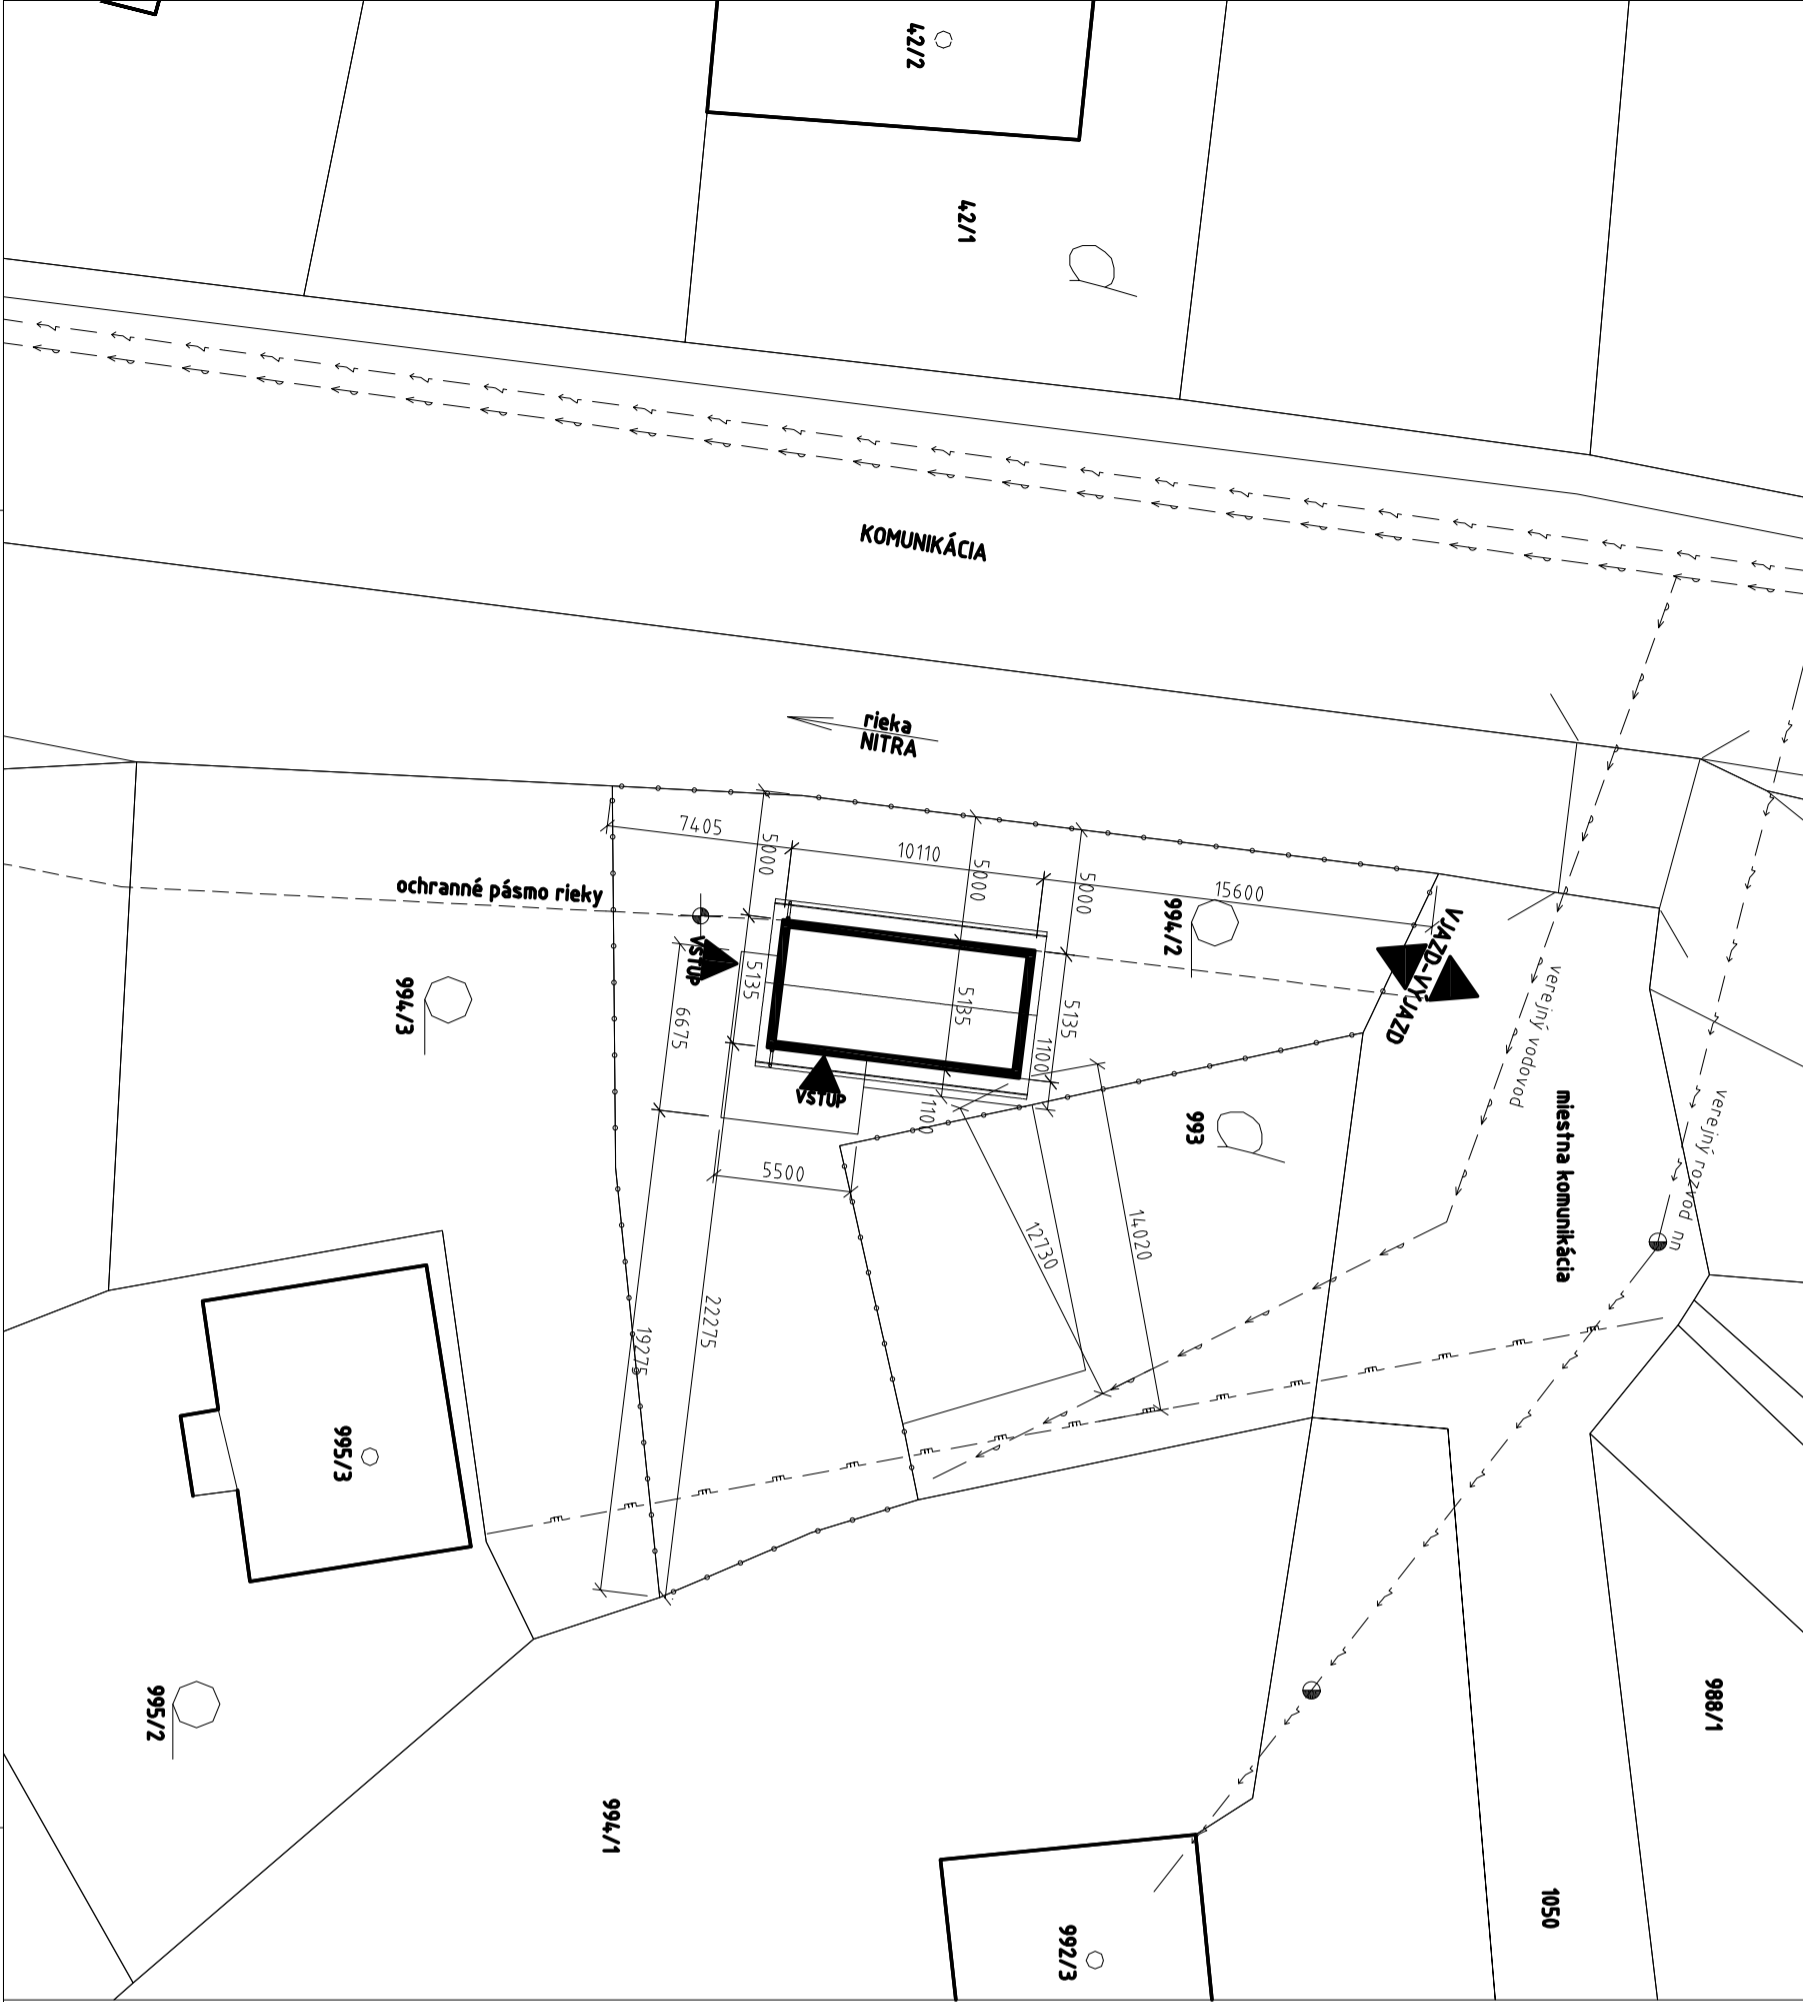 42/2
42/1
KOMUNIKÁCIA
rieka
NITRA
7405
5000
10110
5000
5000
15600
ochranné pásmo rieky
994/2
VJAZD-VÝJAZD
VSTUP
994/3
5135
5135
5135
6675
1100
1100
VSTUP
993
verejný vodovod
miestna komunikácia
verejný rozvod nn
5500
12730
14020
22275
19275
995/3
995/2
994/1
988/1
1050
992/3